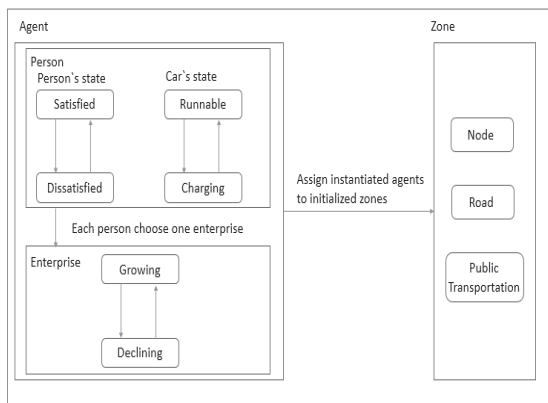 Agent
Zone
Person
Person`s state
Car`s state
Satisfied
Runnable
Dissatisfied
Charging
Each person choose one enterprise
Enterprise
Growing
Declining
Assign instantiated agents
to initialized zones
Node
Road
Public
Transportation